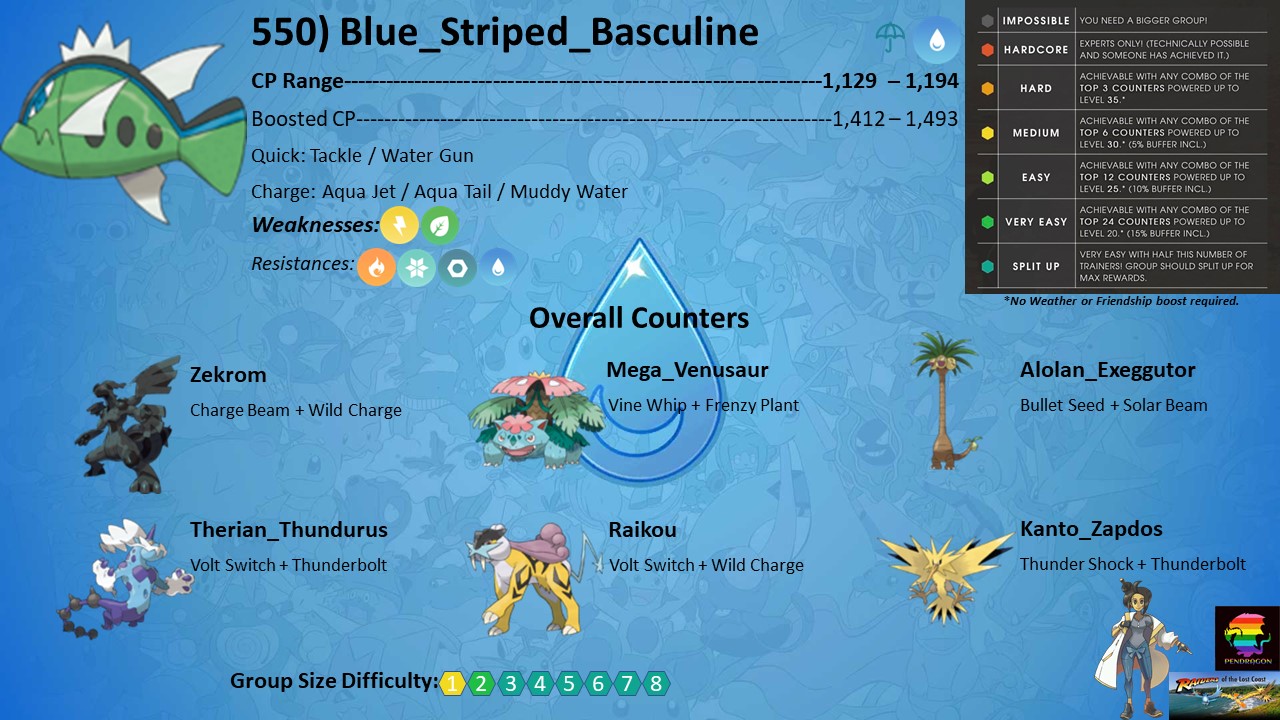 550) Blue_Striped_Basculine
CP Range-----------------------------------------------------------------------------1,129 – 1,194
Boosted CP-----------------------------------------------------------------------------1,412 – 1,493
Quick: Tackle / Water Gun
Charge: Aqua Jet / Aqua Tail / Muddy Water
Weaknesses:
Resistances:
IMPOSSIBLE YOU NEED A BIGGER GROUP!
HARDCORE EXPERTS ONLY! (TECHNICALLY POSSIBLE
AND SOMEONE HAS ACHIEVED IT.)
HARD ACHIEVABLE WITH ANY COMBO OF THE
TOP 3 COUNTERS POWERED UP TO
LEVEL 35.*
MEDIUM ACHIEVABLE WITH ANY COMBO OF THE
TOP 6 COUNTERS POWERED UP TO
LEVEL 30.* (5% BUFFER INCL.)
EASY ACHIEVABLE WITH ANY COMBO OF THE
TOP 12 COUNTERS POWERED UP TO
LEVEL 25.* (10% BUFFER INCL.)
VERY EASY ACHIEVABLE WITH ANY COMBO OF THE
TOP 24 COUNTERS POWERED UP TO
LEVEL 20.* (15% BUFFER INCL.)
SPLIT UP VERY EASY WITH HALF THIS NUMBER OF
TRAINERS! GROUP SHOULD SPLIT UP FOR
MAX REWARDS.
*No Weather or Friendship boost required.
Overall Counters
Zekrom
Charge Beam + Wild Charge
Mega_Venusaur
Vine Whip + Frenzy Plant
Alolan_Exeggutor
Bullet Seed + Solar Beam
Therian_Thundurus
Volt Switch + Thunderbolt
Raikou
Volt Switch + Wild Charge
Kanto_Zapdos
Thunder Shock + Thunderbolt
Group Size Difficulty: 1 2 3 4 5 6 7 8
PENDRAGON
RAIDERS of the Lost Coast